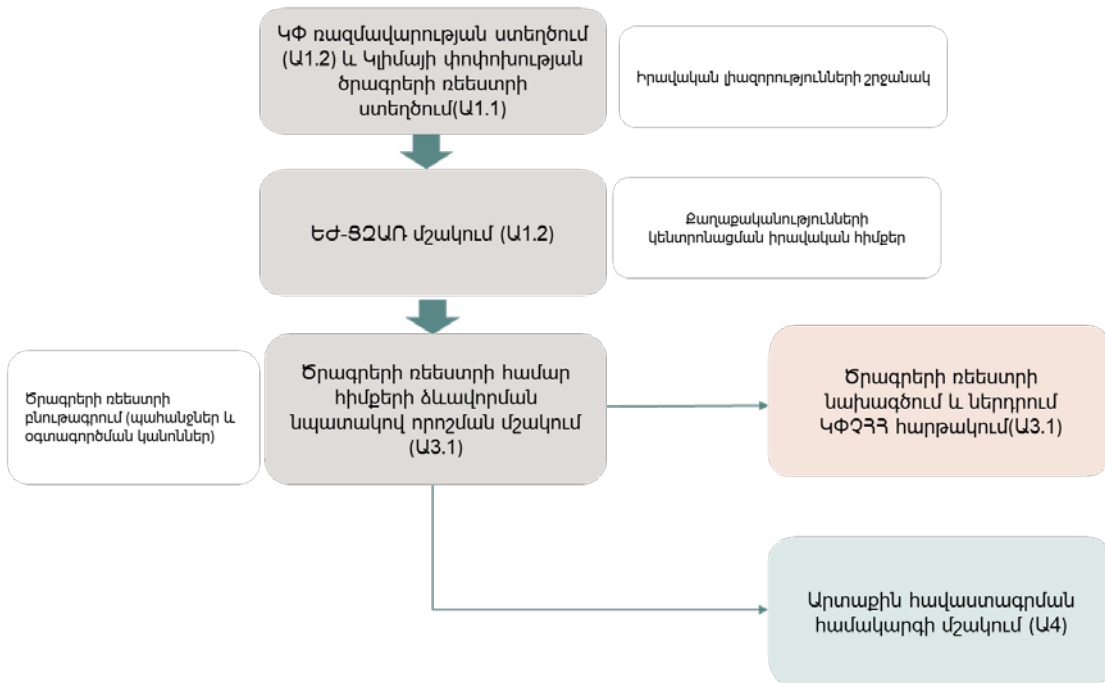 ԿՓ ռազմավարության ստեղծում
(Ա1.2) և Կլիմայի փոփոխության
ծրագրերի ռեեստրի
ստեղծում(Ա1.1)
Իրավական լիազորությունների շրջանակ
ԵԺ-ՑԶԱՌ մշակում (Ա1.2)
Քաղաքականությունների
կենտրոնացման իրավական հիմքեր
Ծրագրերի ռեեստրի
բնութագրում (պահանջներ և
օգտագործման կանոններ)
Ծրագրերի ռեեստրի համար
հիմքերի ձևավորման
նպատակով որոշման մշակում
(Ա3.1)
Ծրագրերի ռեեստրի
նախագծում և ներդրում
ԿՓՉՀՀ հարթակում(Ա3.1)
Արտաքին հավաստագրման
համակարգի մշակում (Ա4)